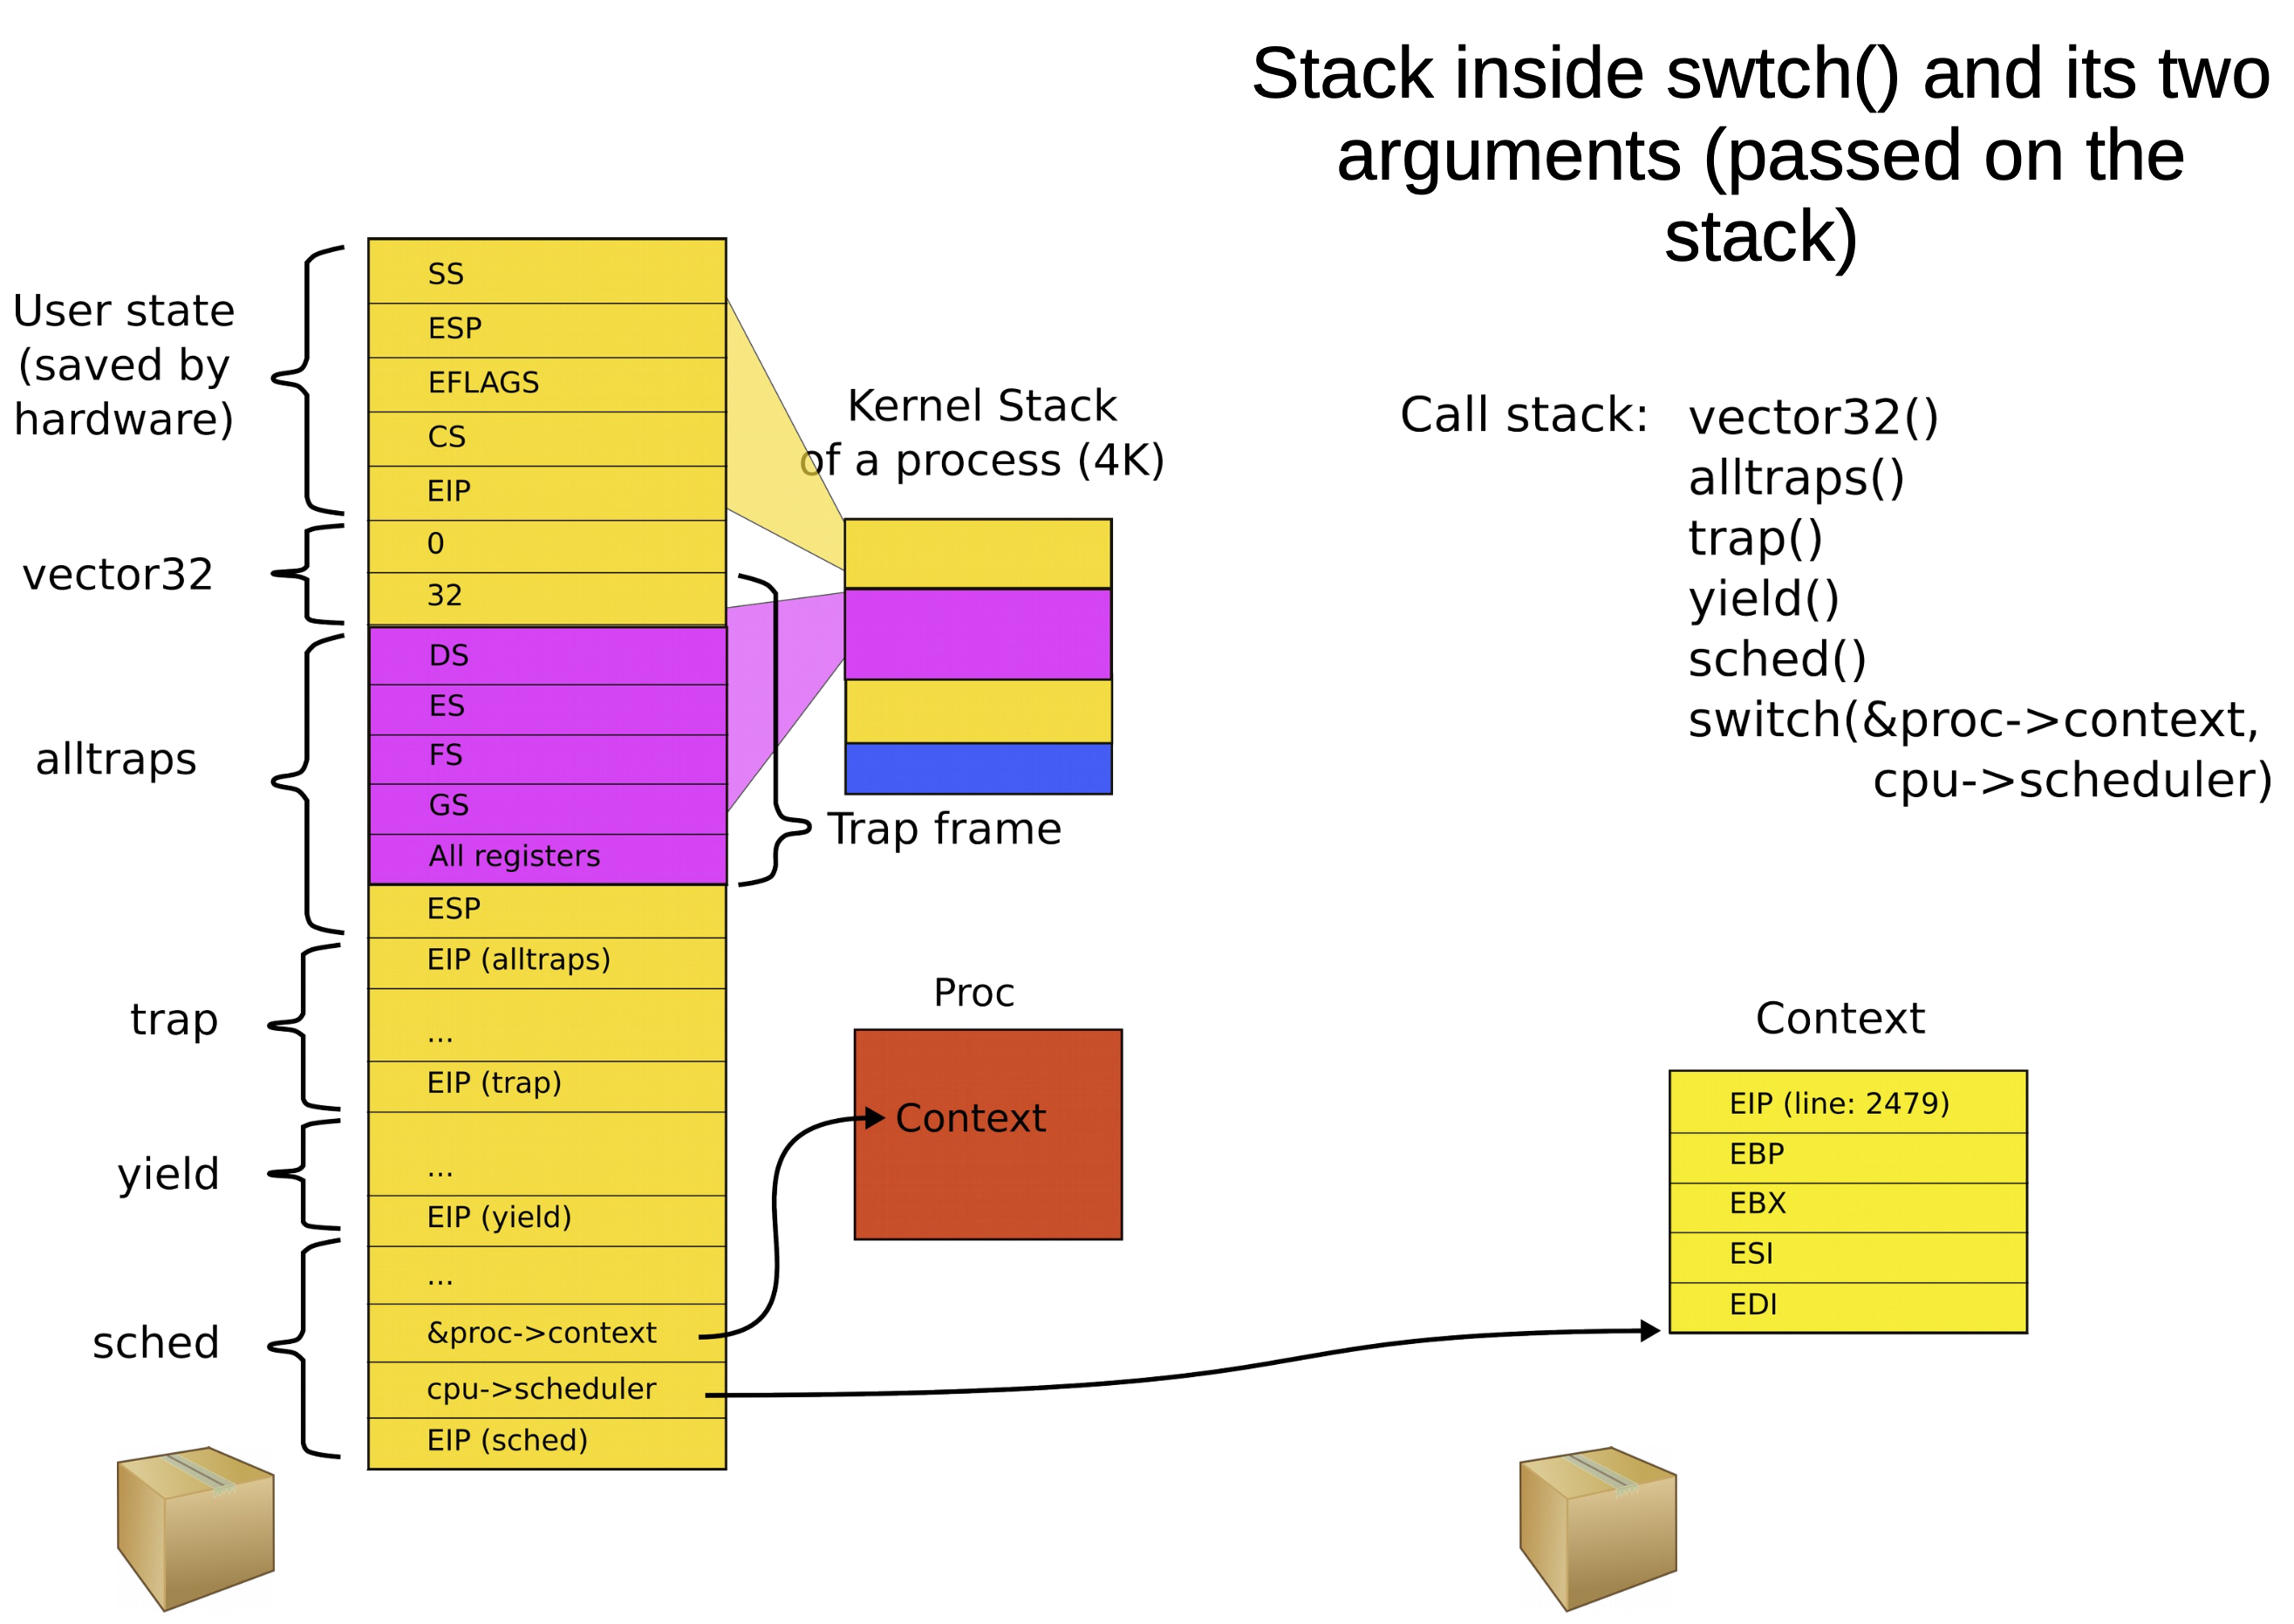 Stack inside swtch() and its two
arguments (passed on the
stack)
User state
(saved by
hardware)
vector32
alltraps
trap
yield
sched
SS
ESP
EFLAGS
CS
EIP
0
32
DS
ES
FS
GS
All registers
ESP
EIP (alltraps)
...
EIP (trap)
...
EIP (yield)
...
&proc->context
cpu->scheduler
EIP (sched)
Kernel Stack
of a process (4K)
Trap frame
Proc
Context
Call stack:
vector32()
alltraps()
trap()
yield()
sched()
switch(&proc->context,
cpu->scheduler)
Context
EIP (line: 2479)
EBP
EBX
ESI
EDI